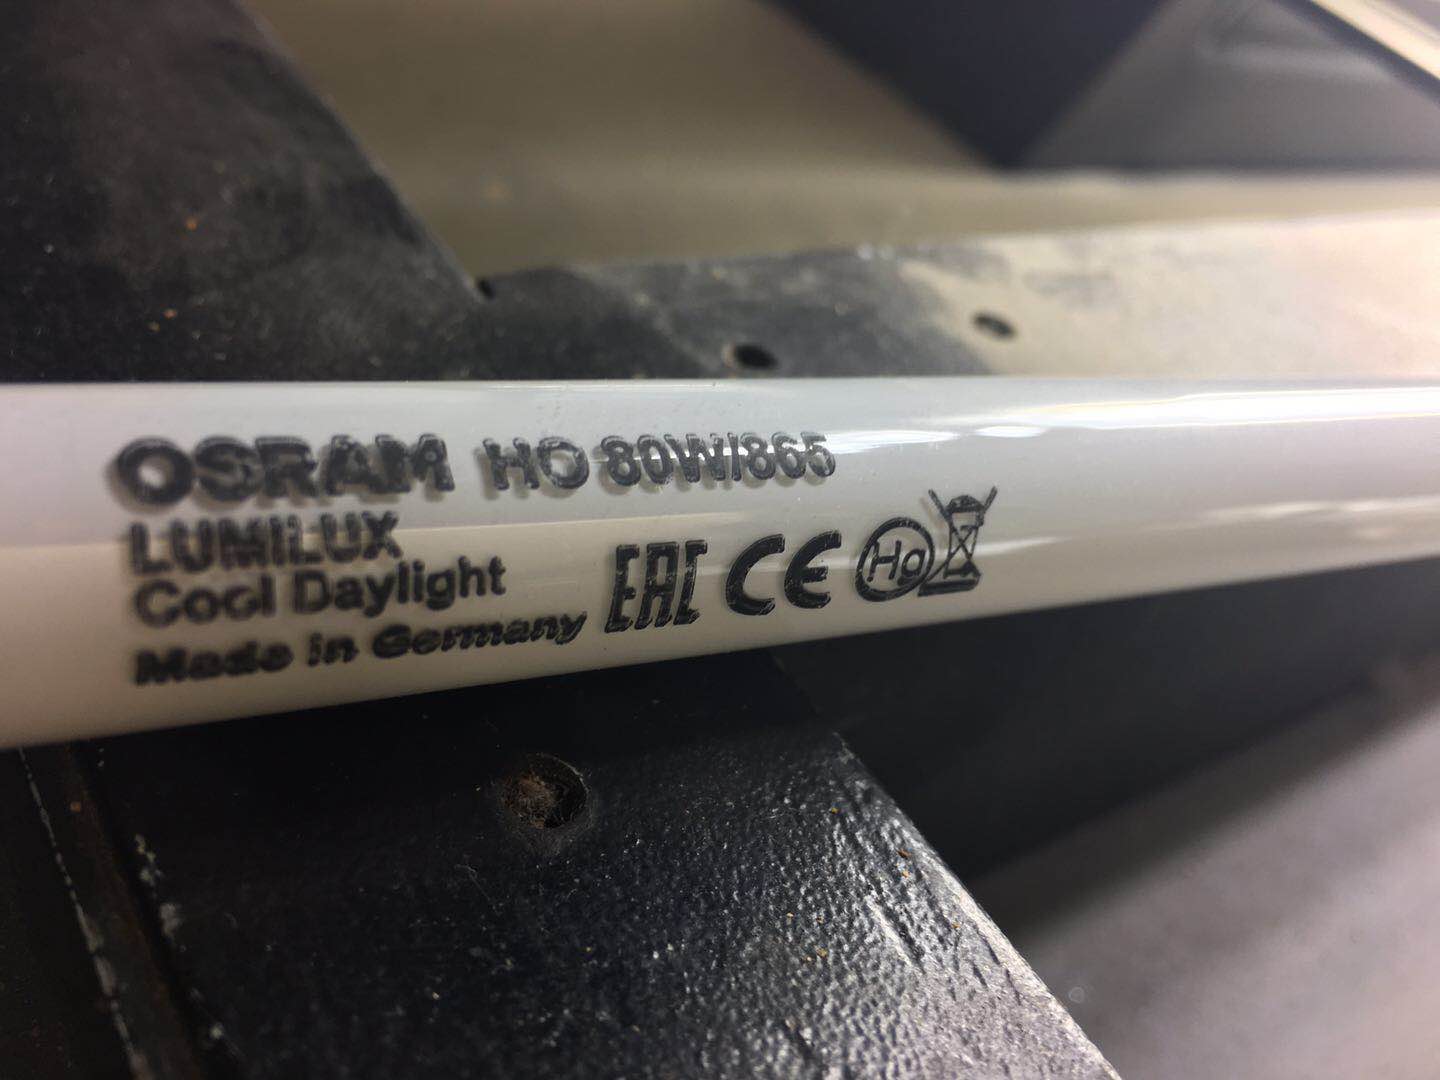 OSRAM HO 80W/865
LUMILUX
Cool Daylight
Made in Germany EAC CE Hg